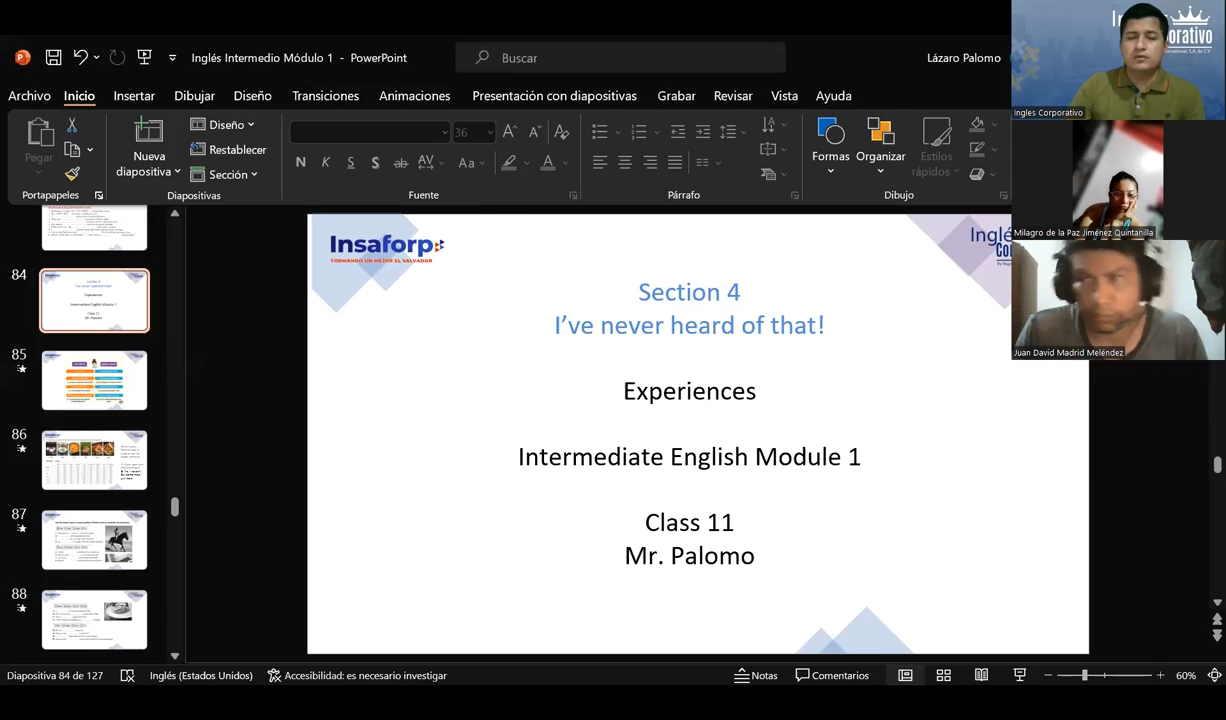 Inglés Intermedio Módulo 1 - PowerPoint
Buscar
Lázaro Palomo
Archivo Inicio Insertar Dibujar Diseño Transiciones Animaciones Presentación con diapositivas Grabar Revisar Vista Ayuda
Pegar
Portapapeles
Nueva diapositiva
Diseño
Restablecer
Sección
Diapositivas
36
N K S S ab AV Aa A
Fuente
Párrafo
Formas
Organizar
Estilos rápidos
Dibujo
Ingles Corporativo
Milagro de la Paz Jiménez Quintanilla
Juan David Madrid Meléndez
84
85
86
87
88
Insaforp
FORMANDO UN MEJOR EL SALVADOR
Section 4
I've never heard of that!
Experiences
Intermediate English Module 1
Class 11
Mr. Palomo
Diapositiva 84 de 127
Inglés (Estados Unidos)
Accesibilidad: es necesario investigar
Notas
Comentarios
60%